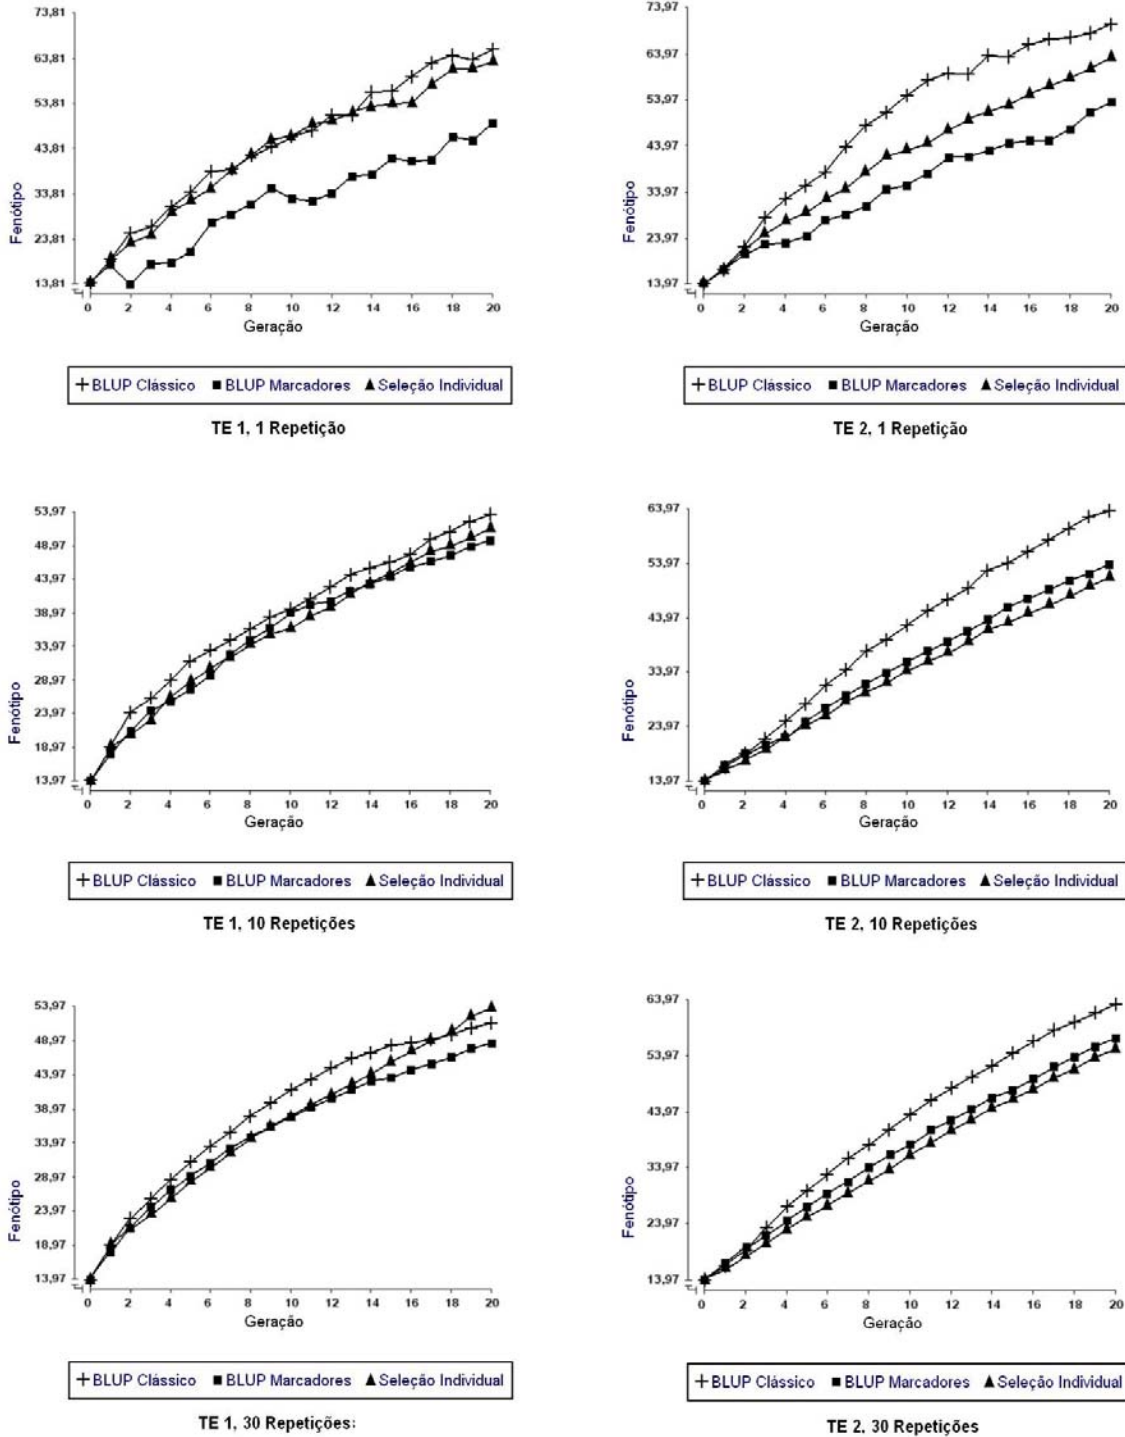 73,81
63,81
53,81
43,81
33,81
23,81
13,81
Fenótipo
0 2 4 6 8 10 12 14 16 18 20
Geração
BLUP Clássico BLUP Marcadores Seleção Individual
TE 1, 1 Repetição
73,97
63,97
53,97
43,97
33,97
23,97
13,97
Fenótipo
0 2 4 6 8 10 12 14 16 18 20
Geração
BLUP Clássico BLUP Marcadores Seleção Individual
TE 2, 1 Repetição
53,97
48,97
43,97
38,97
33,97
28,97
23,97
18,97
13,97
Fenótipo
0 2 4 6 8 10 12 14 16 18 20
Geração
BLUP Clássico BLUP Marcadores Seleção Individual
TE 1, 10 Repetições
63,97
53,97
43,97
33,97
23,97
13,97
Fenótipo
0 2 4 6 8 10 12 14 16 18 20
Geração
BLUP Clássico BLUP Marcadores Seleção Individual
TE 2, 10 Repetições
53,97
48,97
43,97
38,97
33,97
28,97
23,97
18,97
13,97
Fenótipo
0 2 4 6 8 10 12 14 16 18 20
Geração
BLUP Clássico BLUP Marcadores Seleção Individual
TE 1, 30 Repetições:
63,97
53,97
43,97
33,97
23,97
13,97
Fenótipo
0 2 4 6 8 10 12 14 16 18 20
Geração
BLUP Clássico BLUP Marcadores Seleção Individual
TE 2, 30 Repetições